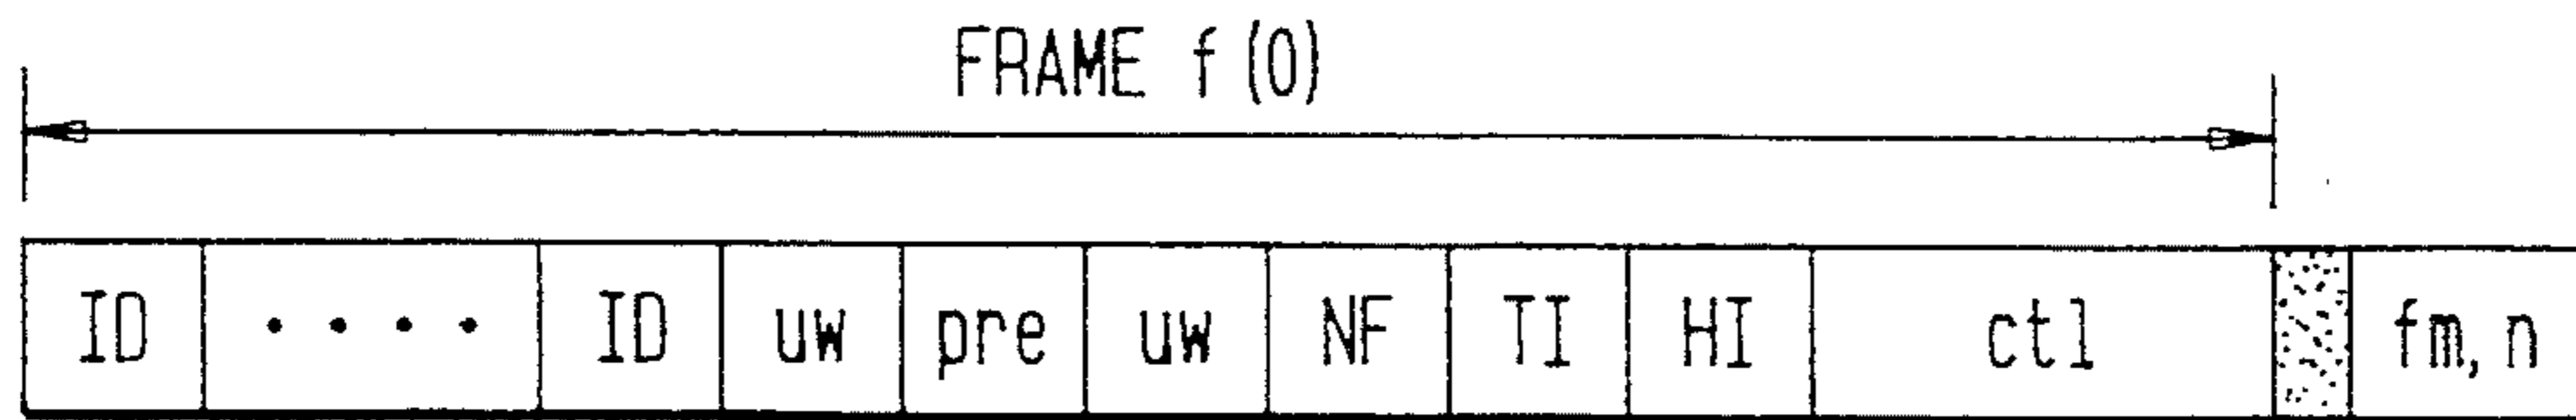 FRAME f (0)
ID • • • • ID uw pre uw NF TI HI ctl fm, n